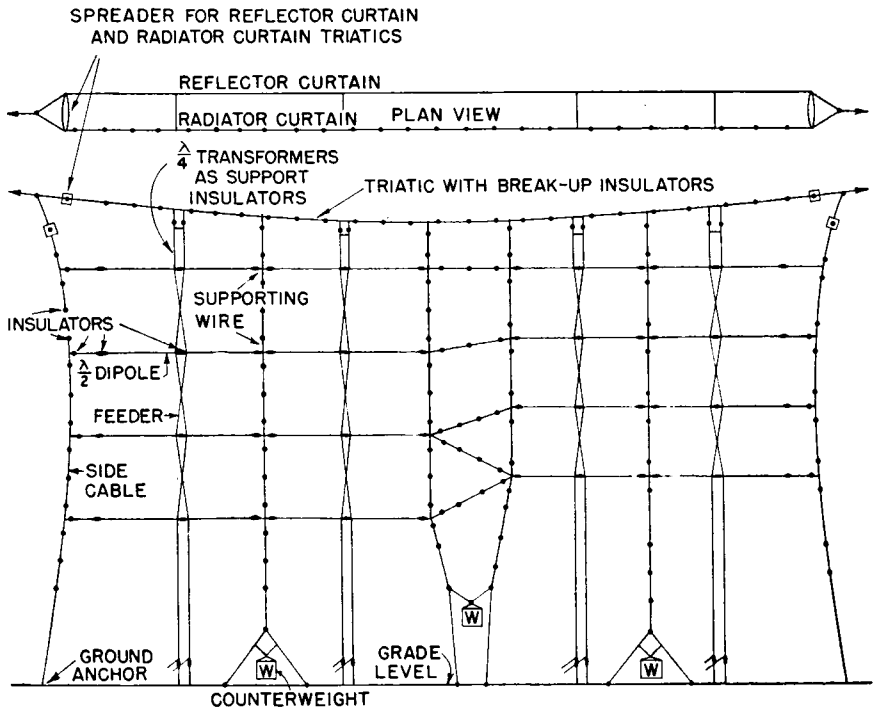 SPREADER FOR REFLECTOR CURTAIN
AND RADIATOR CURTAIN TRIATICS
REFLECTOR CURTAIN
RADIATOR CURTAIN
PLAN VIEW
λ/4 TRANSFORMERS
AS SUPPORT
INSULATORS
TRIATIC WITH BREAK-UP INSULATORS
SUPPORTING
WIRE
INSULATORS
λ/2 DIPOLE
FEEDER
SIDE
CABLE
W
GROUND
ANCHOR
W
GRADE
LEVEL
W
COUNTERWEIGHT